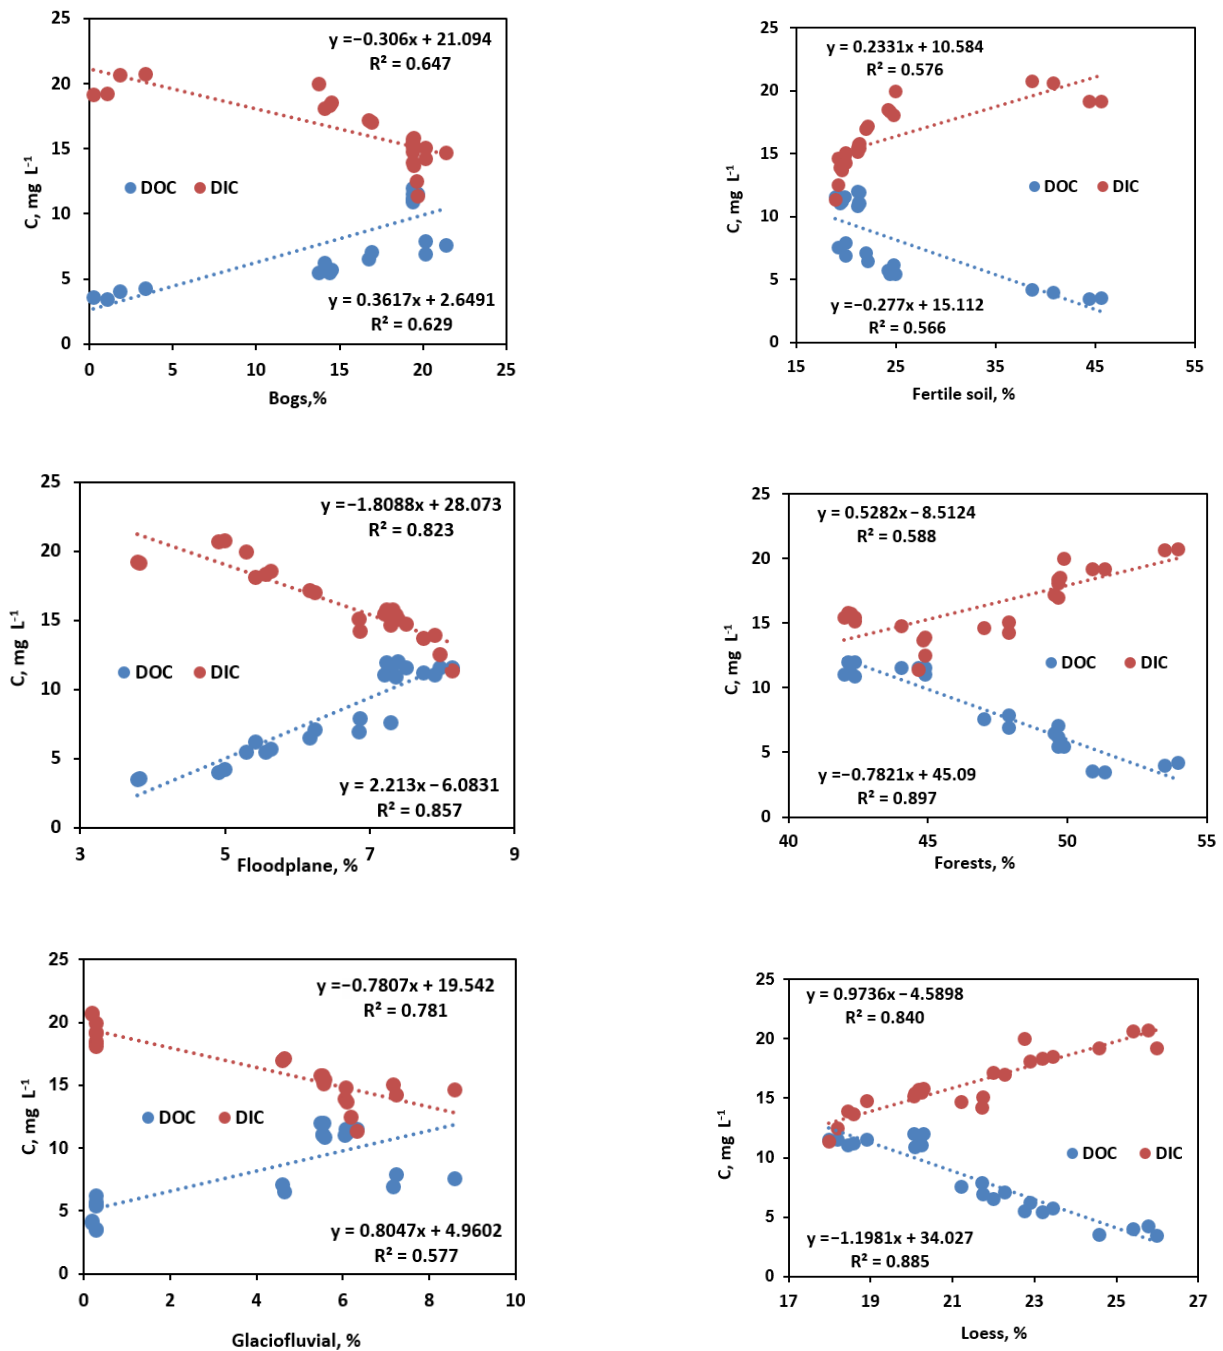 25
20
15
10
5
0
C, mg L⁻¹
y =−0.306x + 21.094
R² = 0.647
DOC DIC
y = 0.3617x + 2.6491
R² = 0.629
0 5 10 15 20 25
Bogs,%
25
20
15
10
5
0
C, mg L⁻¹
y = 0.2331x + 10.584
R² = 0.576
DOC DIC
y =−0.277x + 15.112
R² = 0.566
15 25 35 45 55
Fertile soil, %
25
20
15
10
5
0
C, mg L⁻¹
y =−1.8088x + 28.073
R² = 0.823
DOC DIC
y = 2.213x − 6.0831
R² = 0.857
3 5 7 9
Floodplane, %
25
20
15
10
5
0
C, mg L⁻¹
y = 0.5282x − 8.5124
R² = 0.588
DOC DIC
y =−0.7821x + 45.09
R² = 0.897
40 45 50 55
Forests, %
25
20
15
10
5
0
C, mg L⁻¹
y =−0.7807x + 19.542
R² = 0.781
DOC DIC
y = 0.8047x + 4.9602
R² = 0.577
0 2 4 6 8 10
Glaciofluvial, %
25
20
15
10
5
0
C, mg L⁻¹
y = 0.9736x − 4.5898
R² = 0.840
DOC DIC
y =−1.1981x + 34.027
R² = 0.885
17 19 21 23 25 27
Loess, %